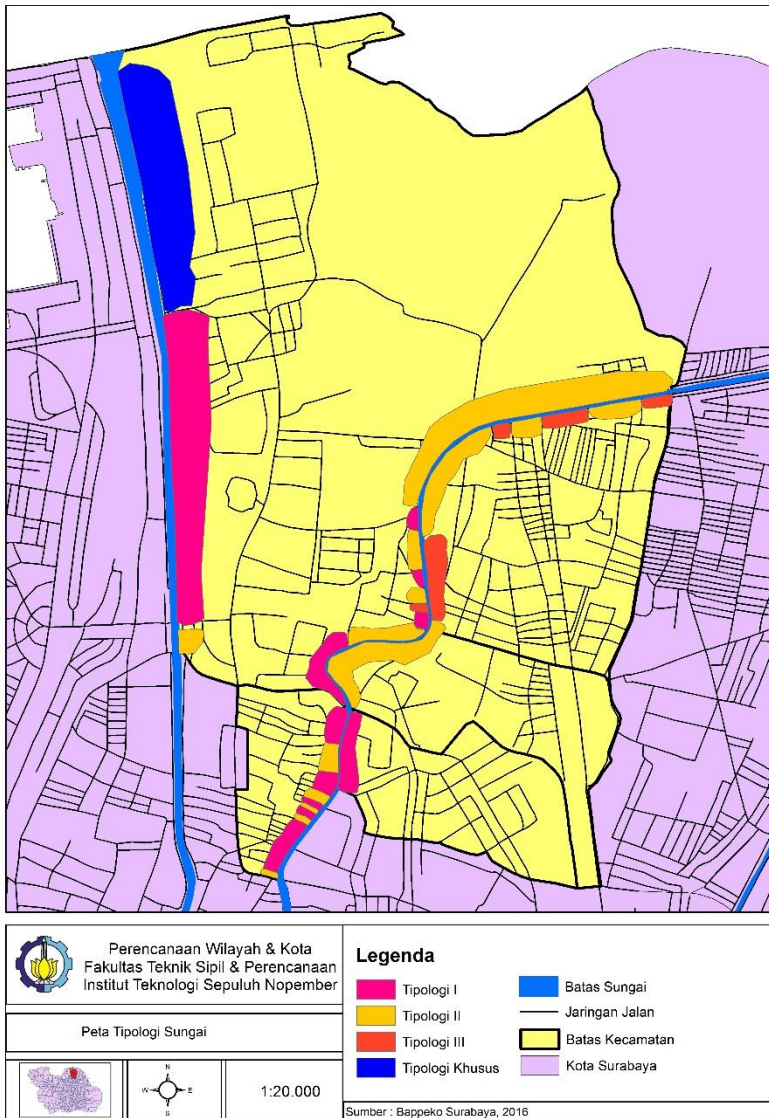 Perencanaan Wilayah & Kota
Fakultas Teknik Sipil & Perencanaan
Institut Teknologi Sepuluh Nopember
Peta Tipologi Sungai
N
W
E
S
1:20.000
Legenda
Tipologi I
Tipologi II
Tipologi III
Tipologi Khusus
Batas Sungai
Jaringan Jalan
Batas Kecamatan
Kota Surabaya
Sumber : Bappeko Surabaya, 2016